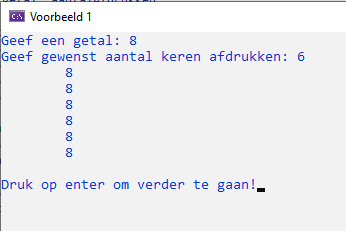 Voorbeeld 1
Geef een getal: 8
Geef gewenst aantal keren afdrukken: 6
8
8
8
8
8
8
Druk op enter om verder te gaan!